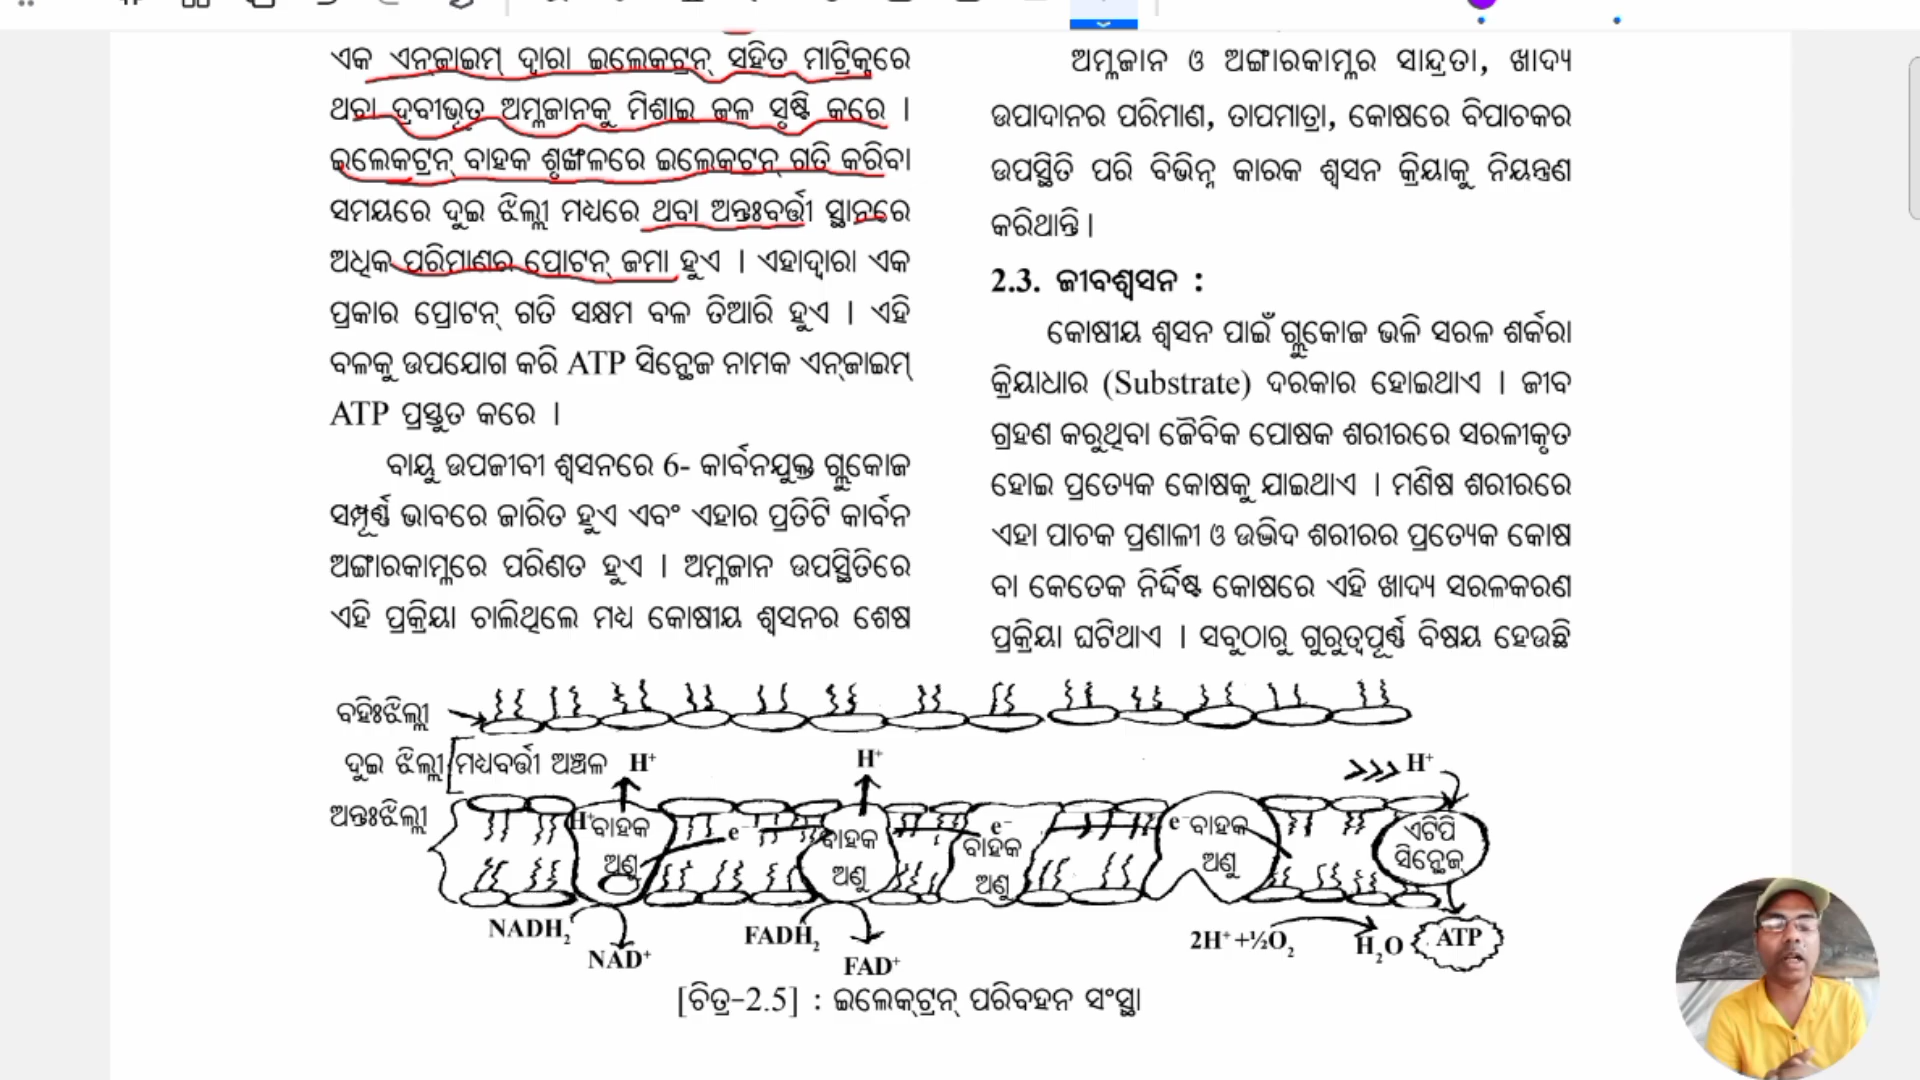 ଏକ ଏନ୍‌ଜାଇମ୍ ଦ୍ୱାରା ଇଲେକଟ୍ରନ୍ ସହିତ ମାଟ୍ରିକ୍ସରେ
ଥିବା ଦ୍ରବୀଭୂତ ଅମ୍ଳଜାନକୁ ମିଶାଇ ଜଳ ସୃଷ୍ଟି କରେ ।
ଇଲେକଟ୍ରନ୍ ବାହକ ଶୃଙ୍ଖଳରେ ଇଲେକଟ୍ରନ୍ ଗତି କରିବା
ସମୟରେ ଦୁଇ ଝିଲ୍ଲୀ ମଧ୍ୟରେ ଥିବା ଅନ୍ତଃବର୍ତ୍ତୀ ସ୍ଥାନରେ
ଅଧିକ ପରିମାଣର ପ୍ରୋଟନ୍ ଜମା ହୁଏ । ଏହାଦ୍ୱାରା ଏକ
ପ୍ରକାର ପ୍ରୋଟନ୍ ଗତି ସକ୍ଷମ ବଳ ତିଆରି ହୁଏ । ଏହି
ବଳକୁ ଉପଯୋଗ କରି ATP ସିନ୍ଥେଜ ନାମକ ଏନ୍‌ଜାଇମ୍
ATP ପ୍ରସ୍ତୁତ କରେ ।
ବାୟୁ ଉପଜୀବୀ ଶ୍ୱସନରେ 6- କାର୍ବନଯୁକ୍ତ ଗ୍ଲୁକୋଜ
ସମ୍ପୂର୍ଣ୍ଣ ଭାବରେ ଜାରିତ ହୁଏ ଏବଂ ଏହାର ପ୍ରତିଟି କାର୍ବନ
ଅଙ୍ଗାରକାମ୍ଳରେ ପରିଣତ ହୁଏ । ଅମ୍ଳଜାନ ଉପସ୍ଥିତିରେ
ଏହି ପ୍ରକ୍ରିୟା ଚାଲିଥିଲେ ମଧ୍ୟ କୋଷୀୟ ଶ୍ୱସନର ଶେଷ
ଅମ୍ଳଜାନ ଓ ଅଙ୍ଗାରକାମ୍ଳର ସାନ୍ଦ୍ରତା, ଖାଦ୍ୟ
ଉପାଦାନର ପରିମାଣ, ତାପମାତ୍ରା, କୋଷରେ ବିପାଚକର
ଉପସ୍ଥିତି ପରି ବିଭିନ୍ନ କାରକ ଶ୍ୱସନ କ୍ରିୟାକୁ ନିୟନ୍ତ୍ରଣ
କରିଥାନ୍ତି ।
2.3. ଜୀବଶ୍ୱସନ :
କୋଷୀୟ ଶ୍ୱସନ ପାଇଁ ଗ୍ଲୁକୋଜ ଭଳି ସରଳ ଶର୍କରା
କ୍ରିୟାଧାର (Substrate) ଦରକାର ହୋଇଥାଏ । ଜୀବ
ଗ୍ରହଣ କରୁଥିବା ଜୈବିକ ପୋଷକ ଶରୀରରେ ସରଳୀକୃତ
ହୋଇ ପ୍ରତ୍ୟେକ କୋଷକୁ ଯାଇଥାଏ । ମଣିଷ ଶରୀରରେ
ଏହା ପାଚକ ପ୍ରଣାଳୀ ଓ ଉଦ୍ଭିଦ ଶରୀରର ପ୍ରତ୍ୟେକ କୋଷ
ବା କେତେକ ନିର୍ଦ୍ଦିଷ୍ଟ କୋଷରେ ଏହି ଖାଦ୍ୟ ସରଳକରଣ
ପ୍ରକ୍ରିୟା ଘଟିଥାଏ । ସବୁଠାରୁ ଗୁରୁତ୍ୱପୂର୍ଣ୍ଣ ବିଷୟ ହେଉଛି
ବହିଃଝିଲ୍ଲୀ
ଦୁଇ ଝିଲ୍ଲୀ ମଧ୍ୟବର୍ତ୍ତୀ ଅଞ୍ଚଳ H⁺ H⁺ H⁺
ଅନ୍ତଃଝିଲ୍ଲୀ
H⁺ ବାହକ ଅଣୁ
e⁻
ବାହକ ଅଣୁ
e⁻
ବାହକ ଅଣୁ
e⁻
ବାହକ ଅଣୁ
ଏଟିପି ସିନ୍ଥେଜ୍
NADH₂ NAD⁺ FADH₂ FAD⁺ 2H⁺ +½O₂ H₂O ATP
[ଚିତ୍ର-2.5] : ଇଲେକ୍‌ଟ୍ରନ୍ ପରିବହନ ସଂସ୍ଥା